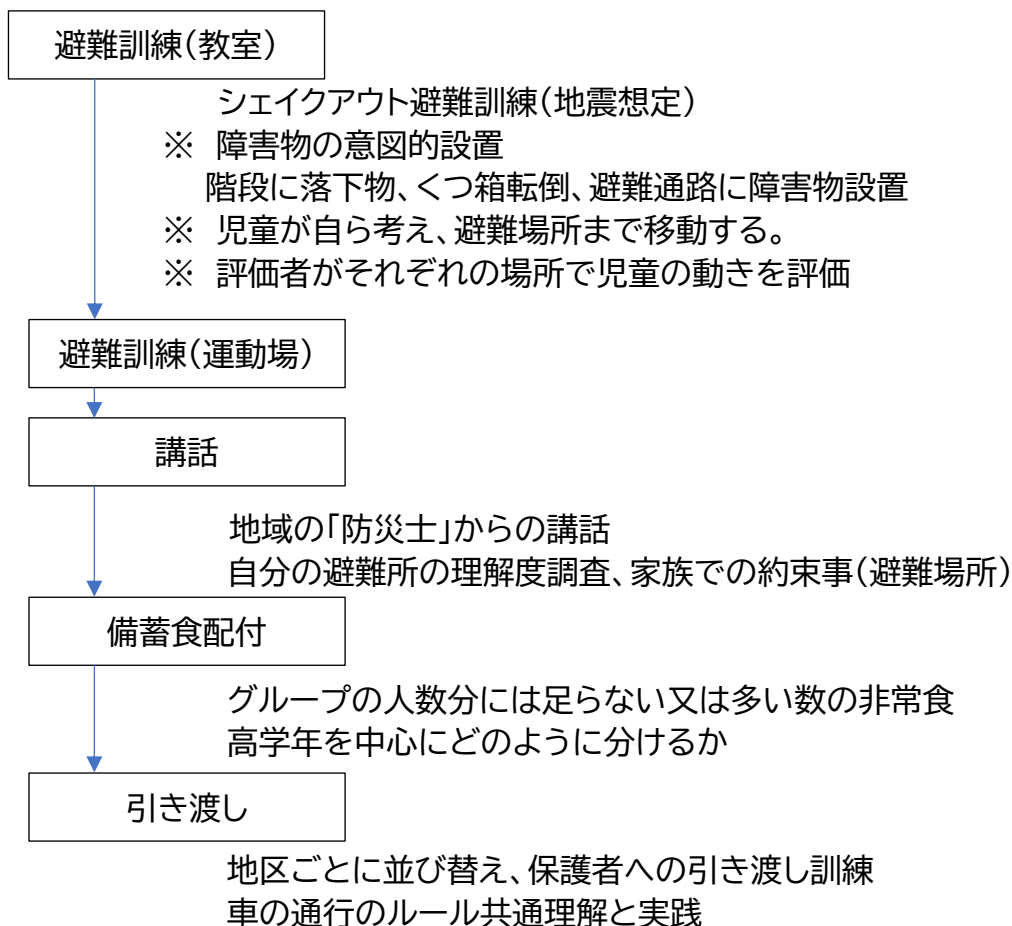 避難訓練(教室)
シェイクアウト避難訓練(地震想定)
※ 障害物の意図的設置
階段に落下物、くつ箱転倒、避難通路に障害物設置
※ 児童が自ら考え、避難場所まで移動する。
※ 評価者がそれぞれの場所で児童の動きを評価
避難訓練(運動場)
講話
地域の「防災士」からの講話
自分の避難所の理解度調査、家族での約束事(避難場所)
備蓄食配付
グループの人数分には足らない又は多い数の非常食
高学年を中心にどのように分けるか
引き渡し
地区ごとに並び替え、保護者への引き渡し訓練
車の通行のルール共通理解と実践